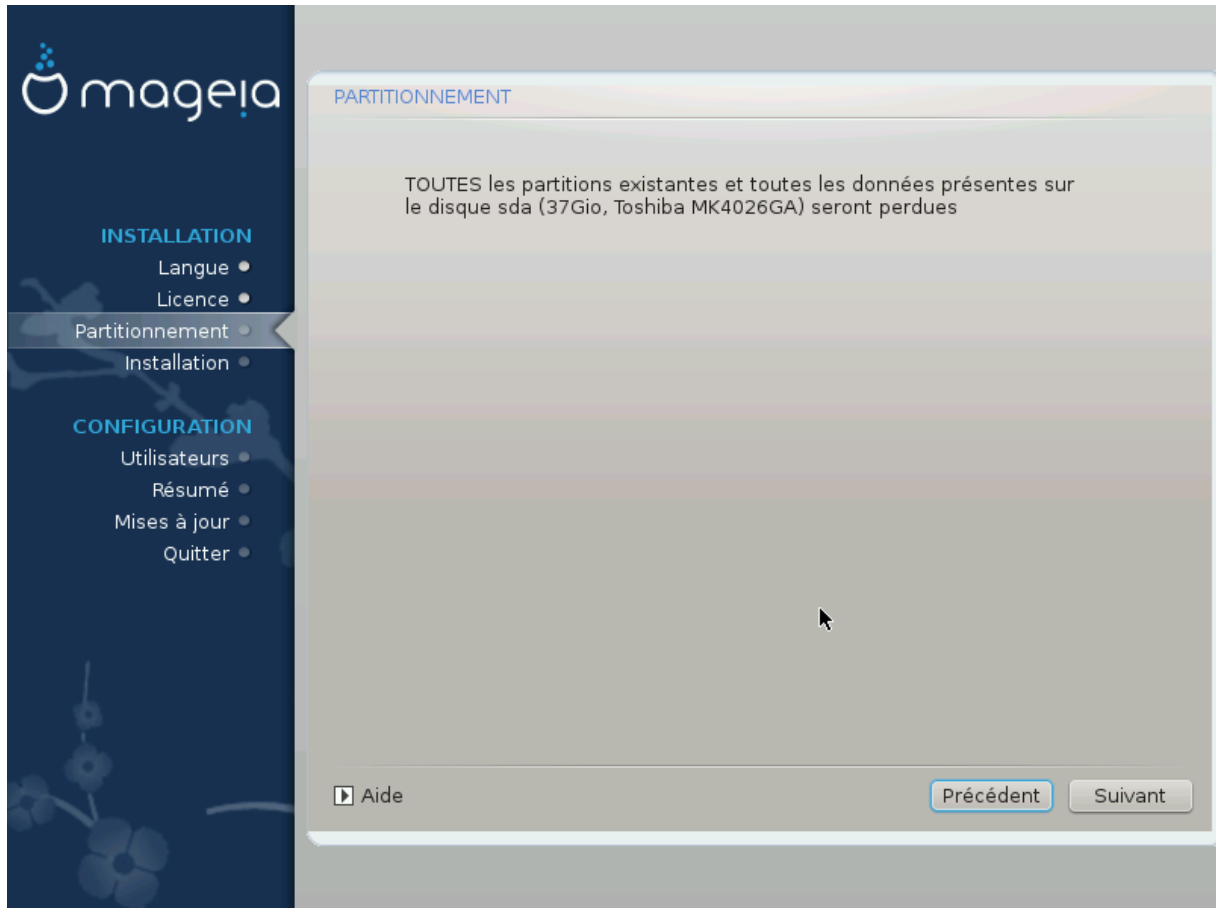 mageia
INSTALLATION
Langue
Licence
Partitionnement
Installation
CONFIGURATION
Utilisateurs
Résumé
Mises à jour
Quitter
PARTITIONNEMENT
TOUTES les partitions existantes et toutes les données présentes sur
le disque sda (37Gio, Toshiba MK4026GA) seront perdues
Aide
Précédent
Suivant